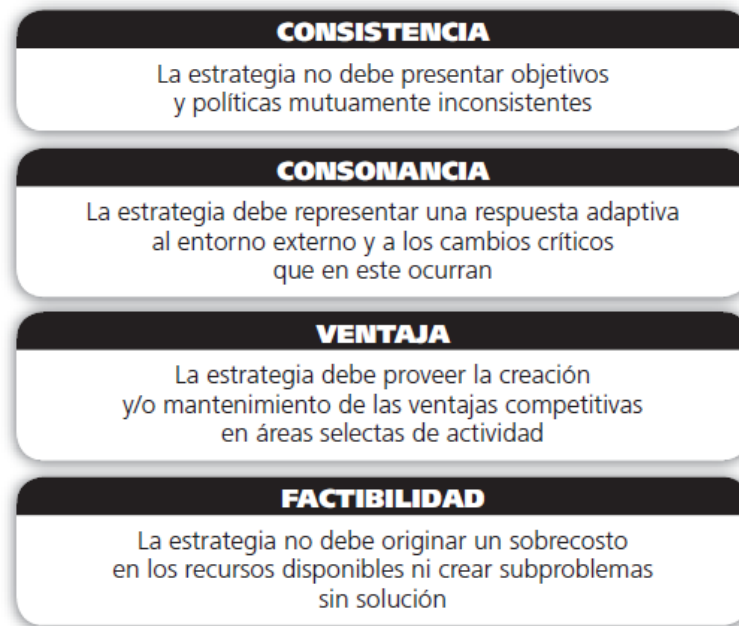 CONSISTENCIA
La estrategia no debe presentar objetivos
y políticas mutuamente inconsistentes
CONSONANCIA
La estrategia debe representar una respuesta adaptiva
al entorno externo y a los cambios críticos
que en este ocurran
VENTAJA
La estrategia debe proveer la creación
y/o mantenimiento de las ventajas competitivas
en áreas selectas de actividad
FACTIBILIDAD
La estrategia no debe originar un sobrecosto
en los recursos disponibles ni crear subproblemas
sin solución